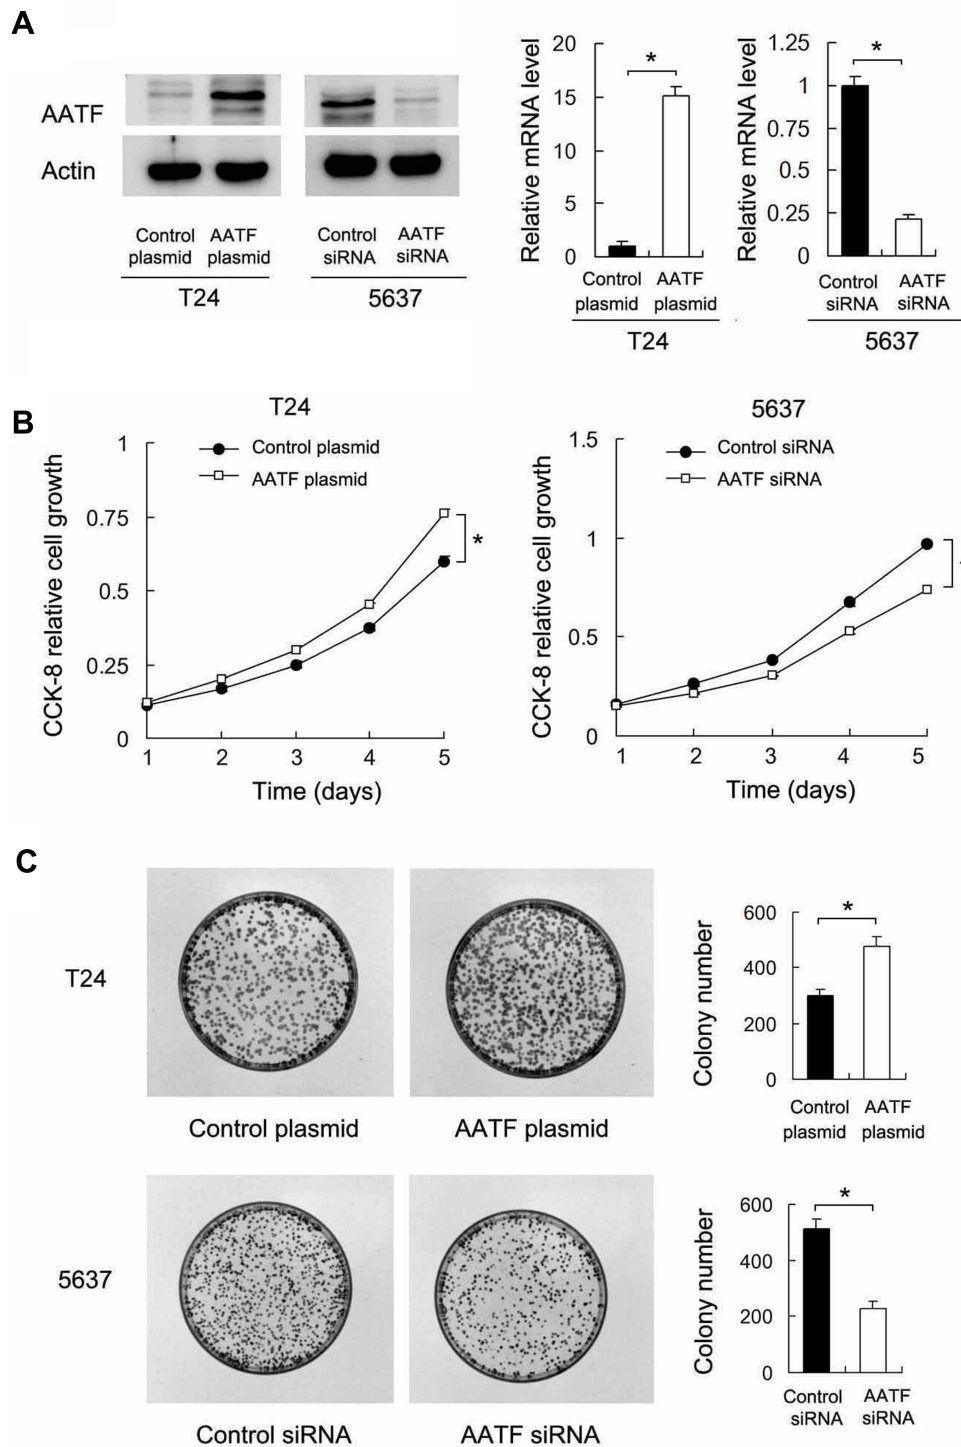 A
AATF
Actin
Control
plasmid
AATF
plasmid
Control
siRNA
AATF
siRNA
T24
5637
Relative mRNA level
20
15
10
5
0
*
Control
plasmid
AATF
plasmid
T24
Relative mRNA level
1.25
1
0.75
0.5
0.25
0
*
Control
siRNA
AATF
siRNA
5637
B
T24
CCK-8 relative cell growth
1
0.75
0.5
0.25
0
Control plasmid
AATF plasmid
*
1 2 3 4 5
Time (days)
5637
CCK-8 relative cell growth
1.5
1
0.5
0
Control siRNA
AATF siRNA
1 2 3 4 5
Time (days)
C
T24
Control plasmid
AATF plasmid
Colony number
600
400
200
0
*
Control
plasmid
AATF
plasmid
5637
Control siRNA
AATF siRNA
Colony number
600
400
200
0
*
Control
siRNA
AATF
siRNA